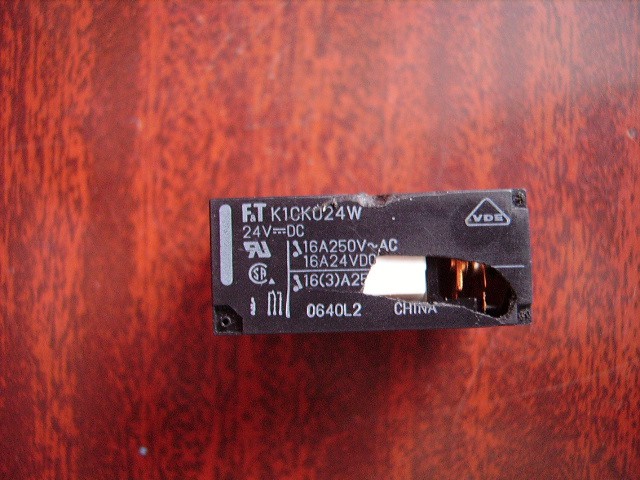 F&T K1CK024W
24V⎓DC
16A250V~AC
16A24VDC
16(3)A25
0640L2 CHINA
VDE